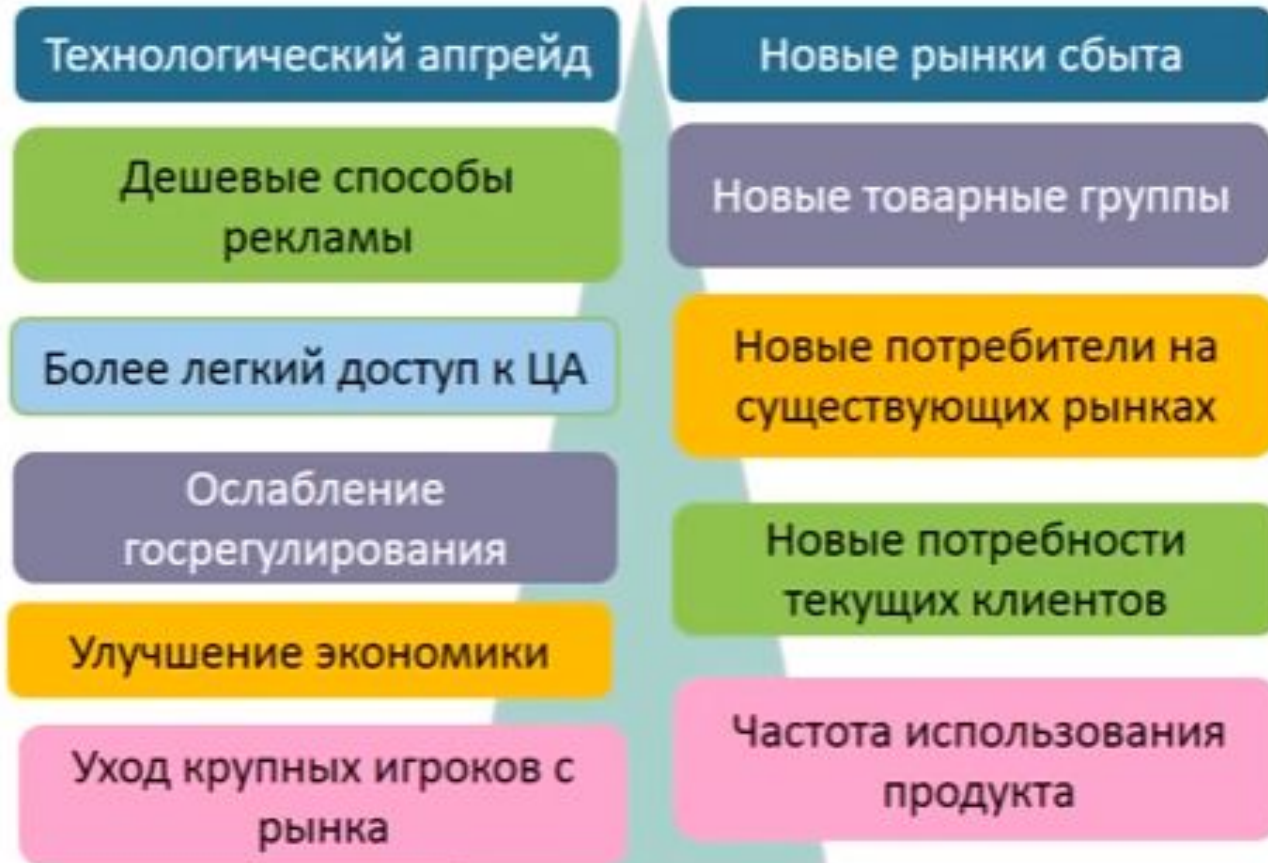 Технологический апгрейд
Дешевые способы
рекламы
Более легкий доступ к ЦА
Ослабление
госрегулирования
Улучшение экономики
Уход крупных игроков с
рынка
Новые рынки сбыта
Новые товарные группы
Новые потребители на
существующих рынках
Новые потребности
текущих клиентов
Частота использования
продукта